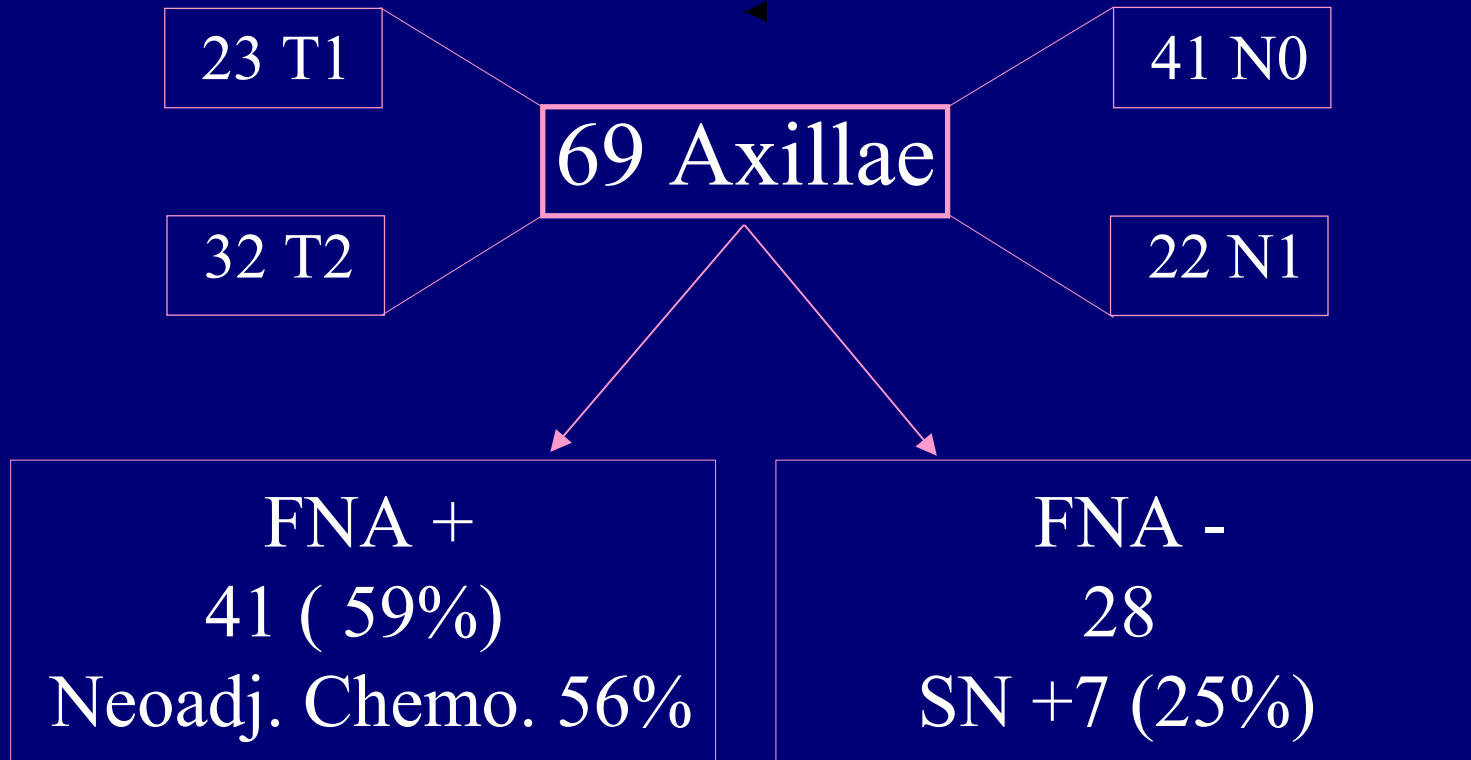 23 T1
41 N0
69 Axillae
32 T2
22 N1
FNA +
41 ( 59%)
Neoadj. Chemo. 56%
FNA -
28
SN +7 (25%)